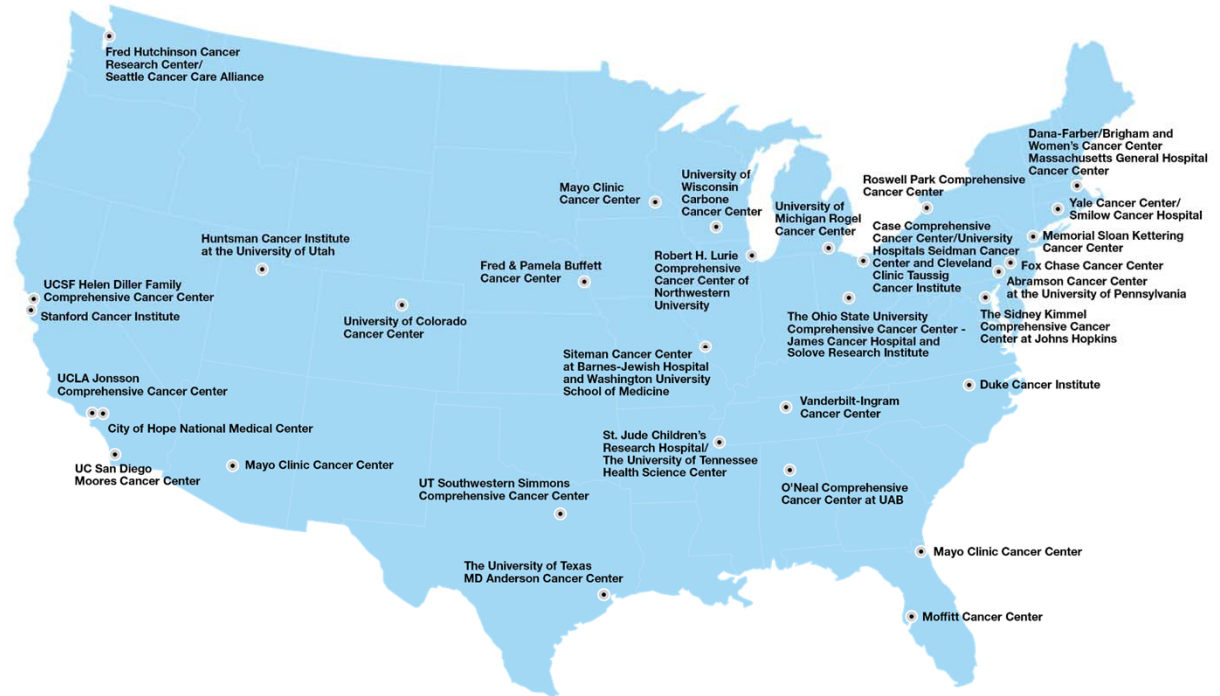 Fred Hutchinson Cancer
Research Center/
Seattle Cancer Care Alliance
Dana-Farber/Brigham and
Women's Cancer Center
Massachusetts General Hospital
Cancer Center
Mayo Clinic
Cancer Center
University of
Wisconsin
Carbone
Cancer Center
University of
Michigan Rogel
Cancer Center
Roswell Park Comprehensive
Cancer Center
Yale Cancer Center/
Smilow Cancer Hospital
Case Comprehensive
Cancer Center/University
Hospitals Seidman Cancer
Center and Cleveland
Clinic Taussig
Cancer Institute
Memorial Sloan Kettering
Cancer Center
Huntsman Cancer Institute
at the University of Utah
Fred & Pamela Buffett
Cancer Center
Robert H. Lurie
Comprehensive
Cancer Center of
Northwestern
University
Fox Chase Cancer Center
Abramson Cancer Center
at the University of Pennsylvania
UCSF Helen Diller Family
Comprehensive Cancer Center
Stanford Cancer Institute
University of Colorado
Cancer Center
The Ohio State University
Comprehensive Cancer Center -
James Cancer Hospital and
Solove Research Institute
The Sidney Kimmel
Comprehensive Cancer
Center at Johns Hopkins
Siteman Cancer Center
at Barnes-Jewish Hospital
and Washington University
School of Medicine
UCLA Jonsson
Comprehensive Cancer Center
Duke Cancer Institute
Vanderbilt-Ingram
Cancer Center
City of Hope National Medical Center
St. Jude Children's
Research Hospital/
The University of Tennessee
Health Science Center
UC San Diego
Moores Cancer Center
Mayo Clinic Cancer Center
UT Southwestern Simmons
Comprehensive Cancer Center
O'Neal Comprehensive
Cancer Center at UAB
Mayo Clinic Cancer Center
The University of Texas
MD Anderson Cancer Center
Moffitt Cancer Center